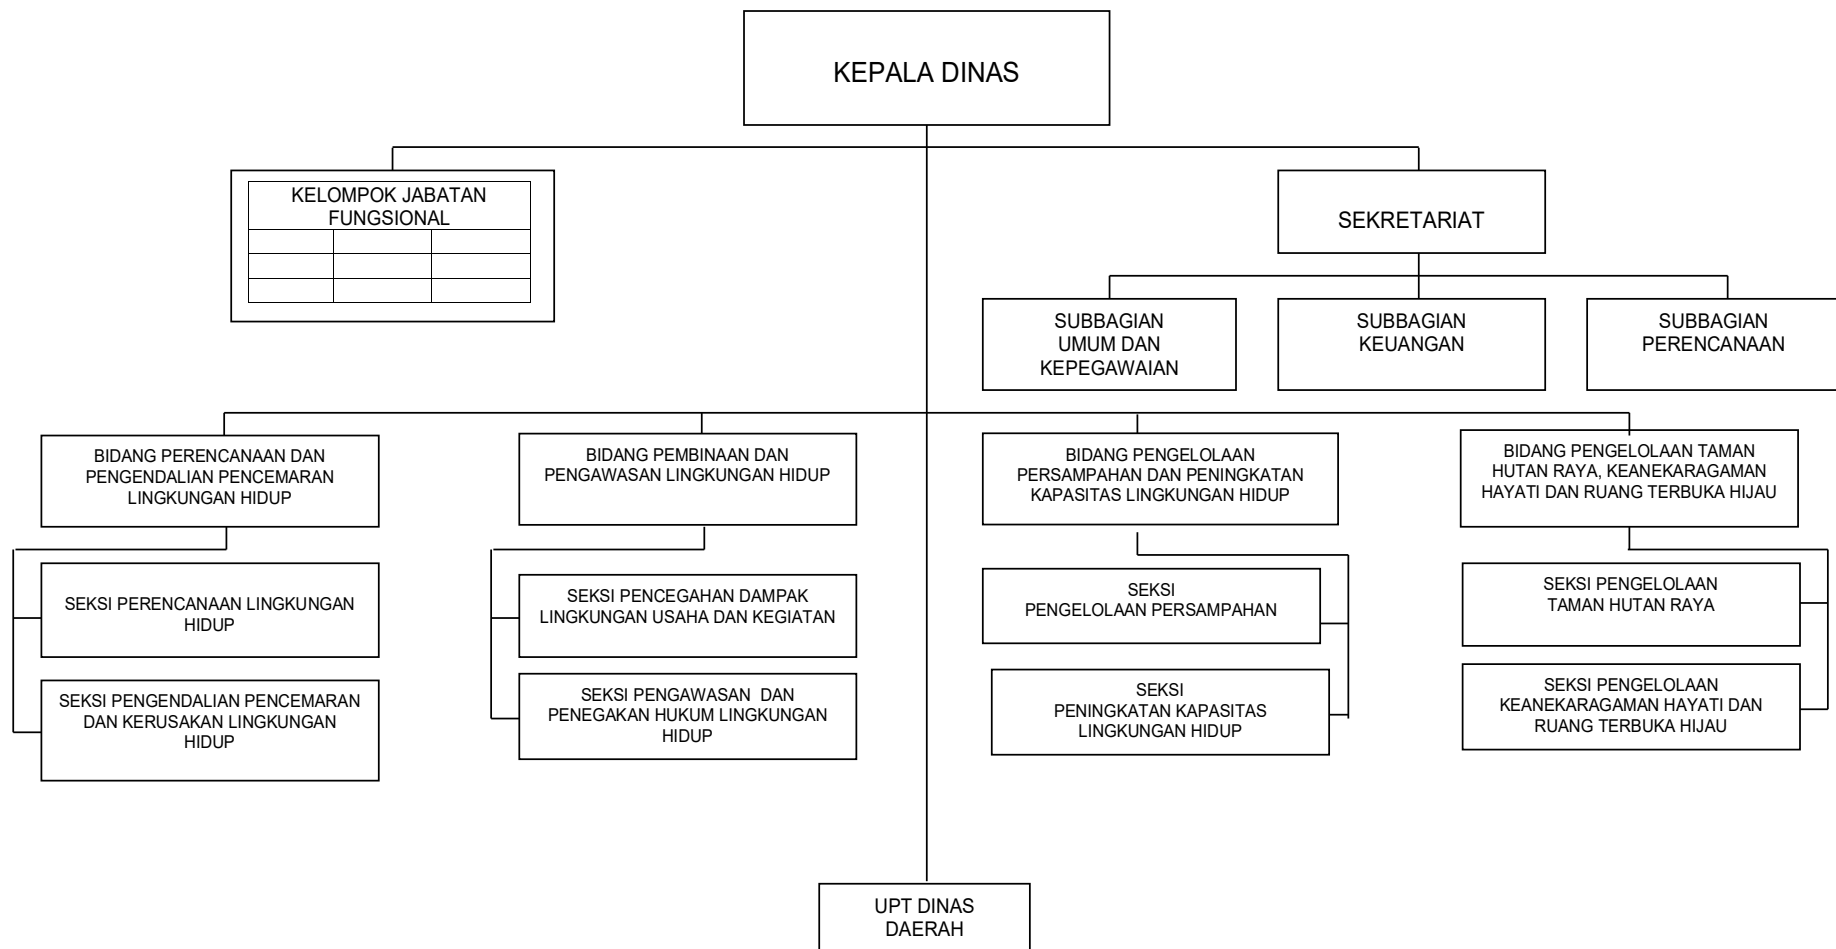 KEPALA DINAS
KELOMPOK JABATAN
FUNGSIONAL
SEKRETARIAT
SUBBAGIAN
UMUM DAN
KEPEGAWAIAN
SUBBAGIAN
KEUANGAN
SUBBAGIAN
PERENCANAAN
BIDANG PERENCANAAN DAN
PENGENDALIAN PENCEMARAN
LINGKUNGAN HIDUP
BIDANG PEMBINAAN DAN
PENGAWASAN LINGKUNGAN HIDUP
BIDANG PENGELOLAAN
PERSAMPAHAN DAN PENINGKATAN
KAPASITAS LINGKUNGAN HIDUP
BIDANG PENGELOLAAN TAMAN
HUTAN RAYA, KEANEKARAGAMAN
HAYATI DAN RUANG TERBUKA HIJAU
SEKSI PERENCANAAN LINGKUNGAN
HIDUP
SEKSI PENCEGAHAN DAMPAK
LINGKUNGAN USAHA DAN KEGIATAN
SEKSI
PENGELOLAAN PERSAMPAHAN
SEKSI PENGELOLAAN
TAMAN HUTAN RAYA
SEKSI PENGENDALIAN PENCEMARAN
DAN KERUSAKAN LINGKUNGAN
HIDUP
SEKSI PENGAWASAN  DAN
PENEGAKAN HUKUM LINGKUNGAN
HIDUP
SEKSI
PENINGKATAN KAPASITAS
LINGKUNGAN HIDUP
SEKSI PENGELOLAAN
KEANEKARAGAMAN HAYATI DAN
RUANG TERBUKA HIJAU
UPT DINAS
DAERAH